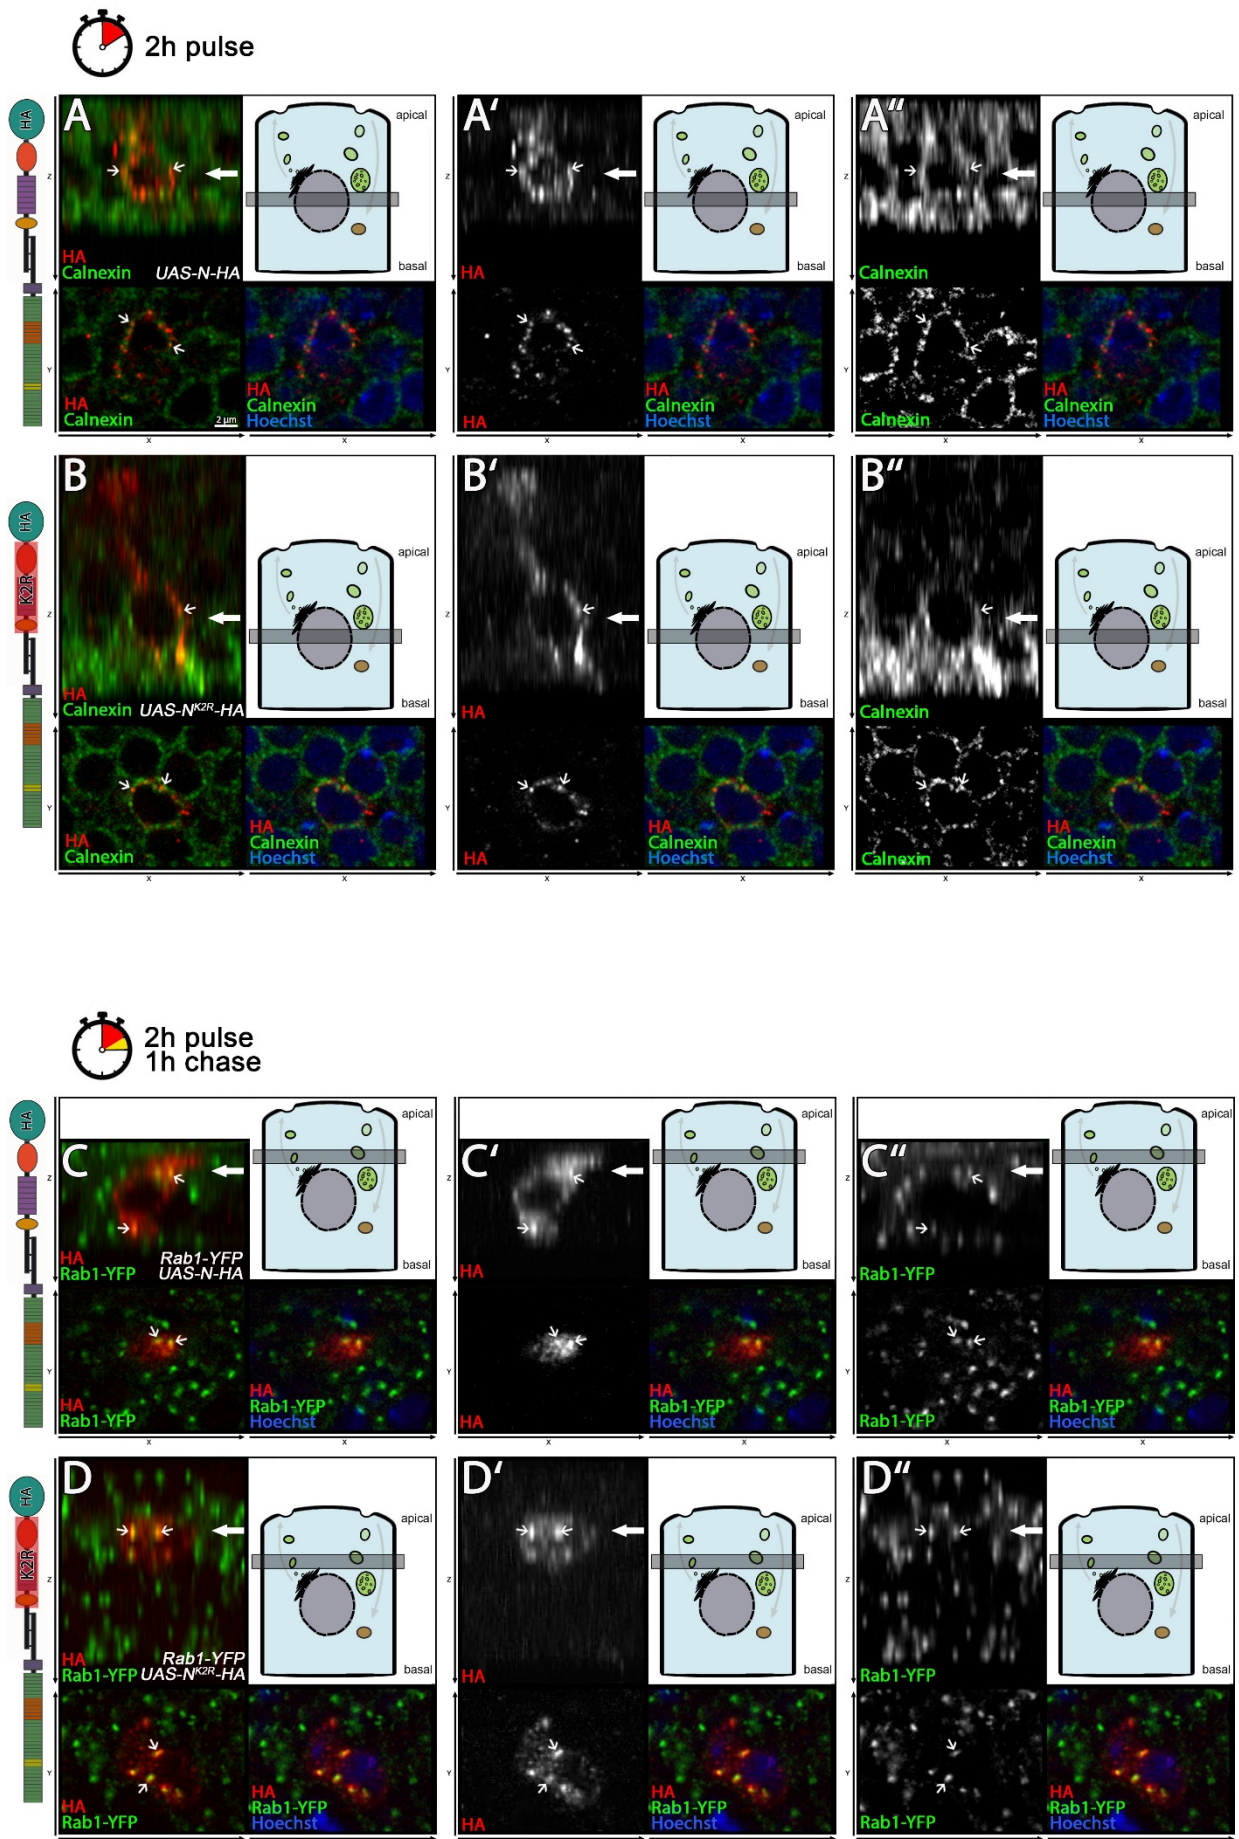 2h pulse
HA
A
Z
HA
Calnexin
UAS-N-HA
apical
basal
A'
Z
HA
apical
basal
A"
Z
Calnexin
apical
basal
Y
HA
Calnexin
2 µm
HA
Calnexin
Hoechst
X
Y
HA
HA
Calnexin
Hoechst
X
Y
Calnexin
HA
Calnexin
Hoechst
X
HA
K2R
B
Z
HA
Calnexin
UAS-N^K2R-HA
apical
basal
B'
Z
HA
apical
basal
B"
Z
Calnexin
apical
basal
Y
HA
Calnexin
HA
Calnexin
Hoechst
X
Y
HA
HA
Calnexin
Hoechst
X
Y
Calnexin
HA
Calnexin
Hoechst
X
2h pulse
1h chase
HA
C
Z
HA
Rab1-YFP
Rab1-YFP
UAS-N-HA
apical
basal
C'
Z
HA
apical
basal
C"
Z
Rab1-YFP
apical
basal
Y
HA
Rab1-YFP
HA
Rab1-YFP
Hoechst
X
Y
HA
HA
Rab1-YFP
Hoechst
X
Y
Rab1-YFP
HA
Rab1-YFP
Hoechst
X
HA
K2R
D
Z
HA
Rab1-YFP
Rab1-YFP
UAS-N^K2R-HA
apical
basal
D'
Z
HA
apical
basal
D"
Z
Rab1-YFP
apical
basal
Y
HA
Rab1-YFP
HA
Rab1-YFP
Hoechst
Y
HA
HA
Rab1-YFP
Hoechst
Y
Rab1-YFP
HA
Rab1-YFP
Hoechst